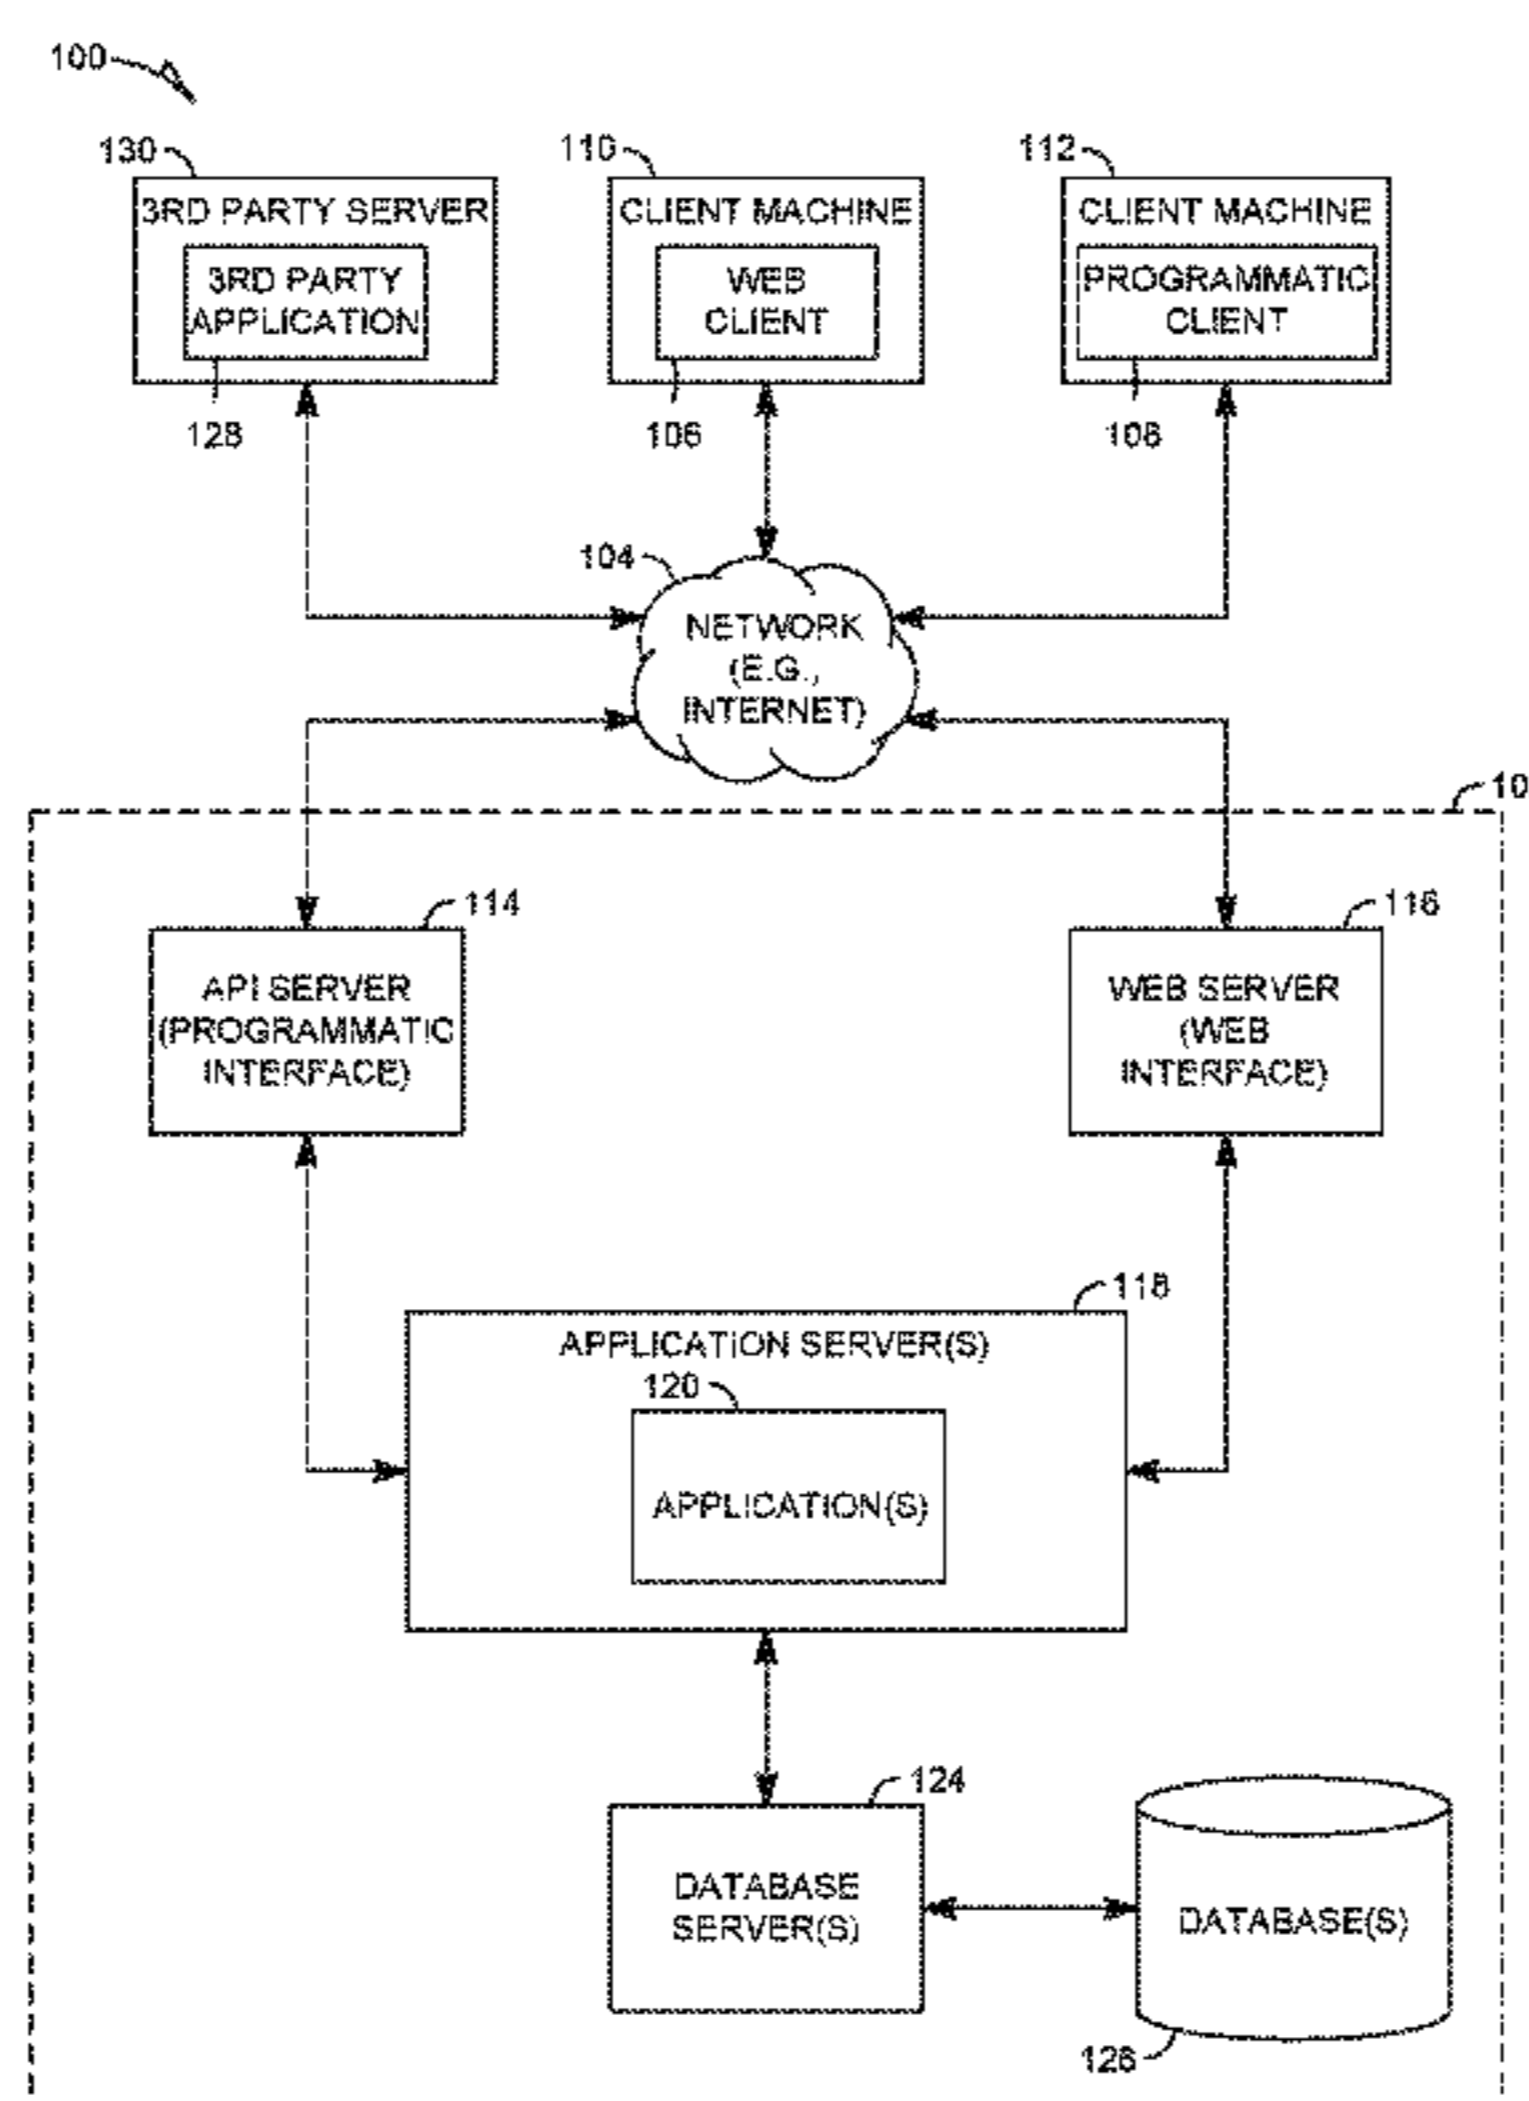 100
130
110
112
3RD PARTY SERVER
CLIENT MACHINE
CLIENT MACHINE
3RD PARTY
APPLICATION
WEB
CLIENT
PROGRAMMATIC
CLIENT
128
106
108
104
NETWORK
(E.G.,
INTERNET)
10
114
116
API SERVER
(PROGRAMMATIC
INTERFACE)
WEB SERVER
(WEB
INTERFACE)
118
APPLICATION SERVER(S)
120
APPLICATION(S)
124
DATABASE
SERVER(S)
DATABASE(S)
126